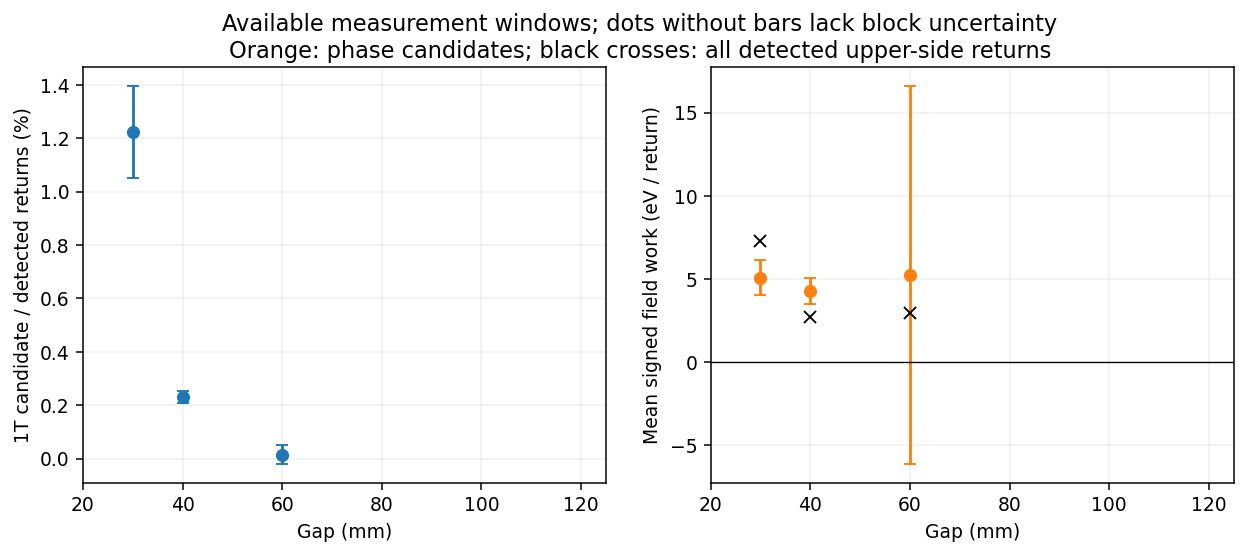 Available measurement windows; dots without bars lack block uncertainty
Orange: phase candidates; black crosses: all detected upper-side returns
1T candidate / detected returns (%)
1.4
1.2
1.0
0.8
0.6
0.4
0.2
0.0
20 40 60 80 100 120
Gap (mm)
Mean signed field work (eV / return)
15
10
5
0
−5
20 40 60 80 100 120
Gap (mm)